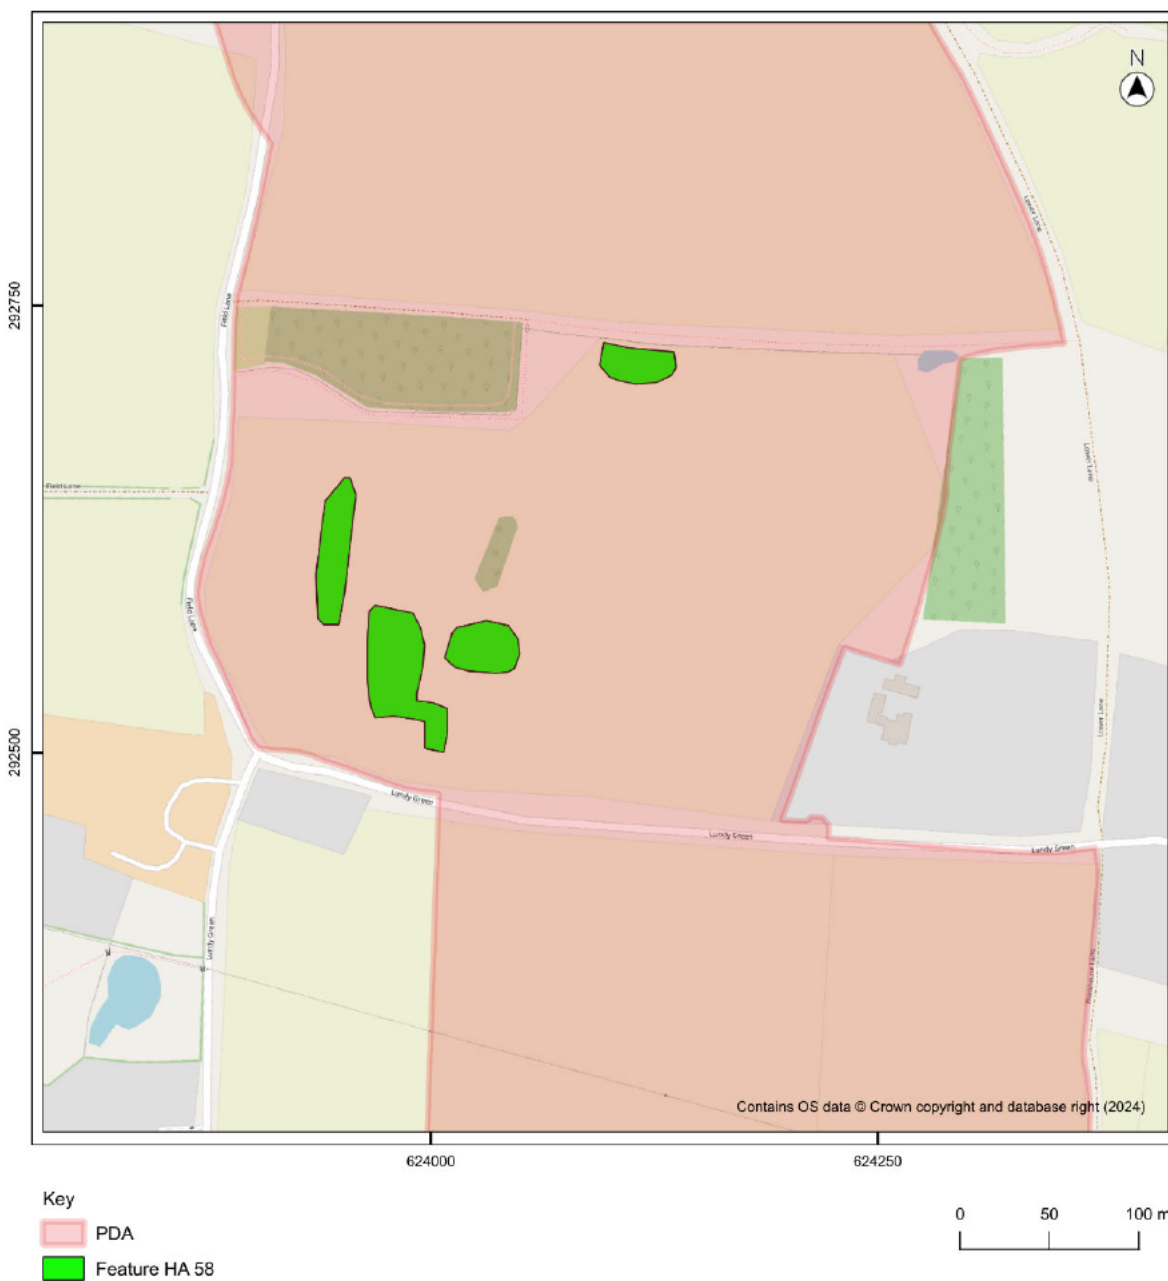 N
292750
Lower Lane
Field Lane
Field Lane
Lower Lane
Field Lane
Lower Lane
292500
Lundy Green
Lundy Green
Lundy Green
Lundy Green
Contains OS data © Crown copyright and database right (2024)
624000
624250
Key
PDA
Feature HA 58
0 50 100 m